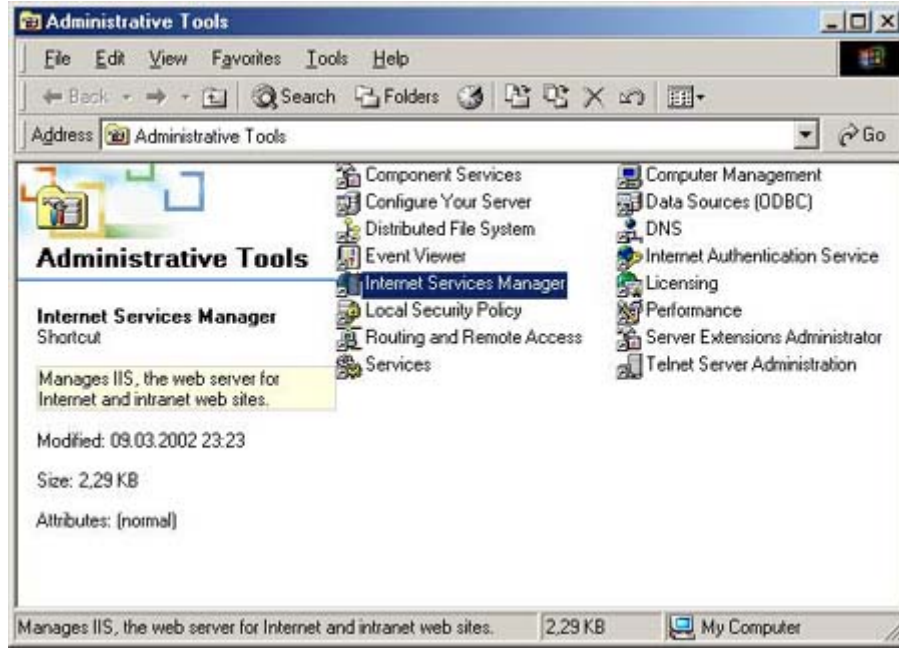 Administrative Tools
File Edit View Favorites Tools Help
Back Search Folders
Address Administrative Tools Go
Administrative Tools
Internet Services Manager
Shortcut
Manages IIS, the web server for
Internet and intranet web sites.
Modified: 09.03.2002 23:23
Size: 2,29 KB
Attributes: (normal)
Component Services
Configure Your Server
Distributed File System
Event Viewer
Internet Services Manager
Local Security Policy
Routing and Remote Access
Services
Computer Management
Data Sources (ODBC)
DNS
Internet Authentication Service
Licensing
Performance
Server Extensions Administrator
Telnet Server Administration
Manages IIS, the web server for Internet and intranet web sites. 2,29 KB My Computer